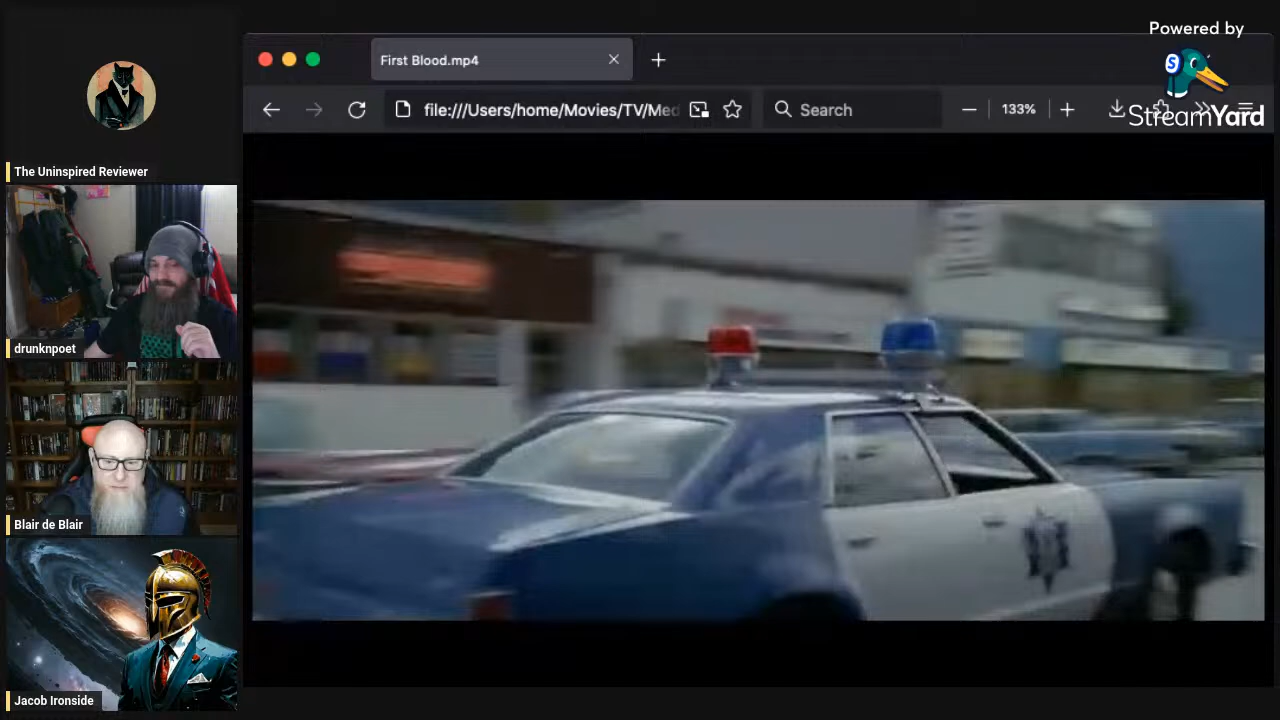 Powered by
StreamYard
First Blood.mp4
file:///Users/home/Movies/TV/Med
Search
133%
The Uninspired Reviewer
drunknpoet
Blair de Blair
Jacob Ironside